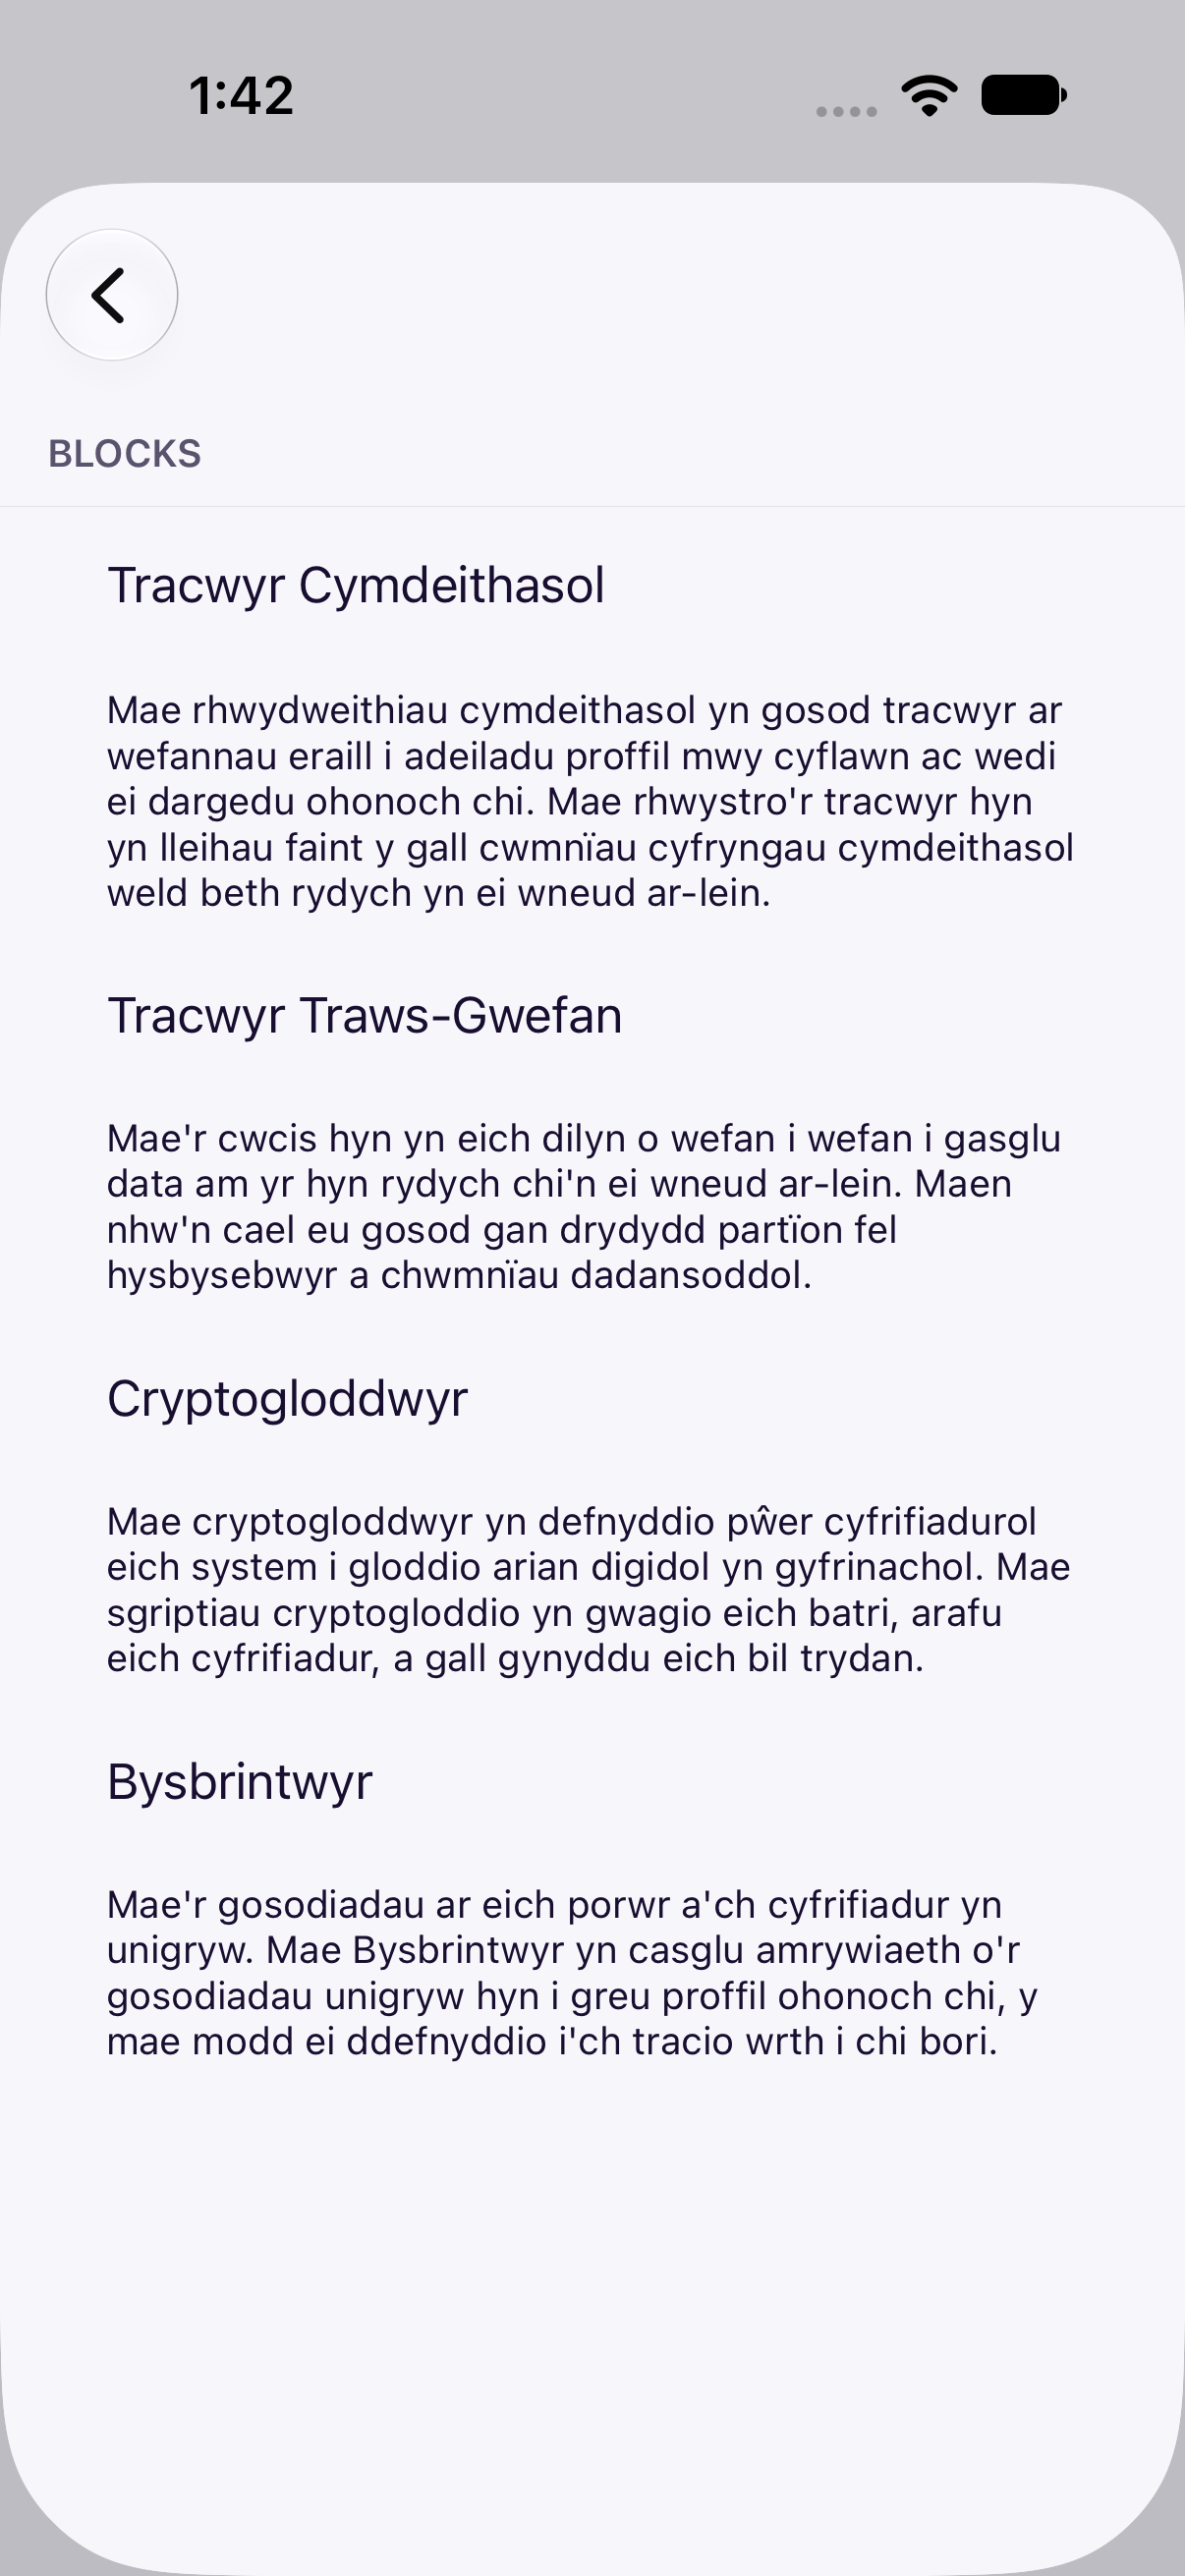 1:42
BLOCKS
Tracwyr Cymdeithasol
Mae rhwydweithiau cymdeithasol yn gosod tracwyr ar
wefannau eraill i adeiladu proffil mwy cyflawn ac wedi
ei dargedu ohonoch chi. Mae rhwystro'r tracwyr hyn
yn lleihau faint y gall cwmnïau cyfryngau cymdeithasol
weld beth rydych yn ei wneud ar-lein.
Tracwyr Traws-Gwefan
Mae'r cwcis hyn yn eich dilyn o wefan i wefan i gasglu
data am yr hyn rydych chi'n ei wneud ar-lein. Maen
nhw'n cael eu gosod gan drydydd partïon fel
hysbysebwyr a chwmnïau dadansoddol.
Cryptogloddwyr
Mae cryptogloddwyr yn defnyddio pŵer cyfrifiadurol
eich system i gloddio arian digidol yn gyfrinachol. Mae
sgriptiau cryptogloddio yn gwagio eich batri, arafu
eich cyfrifiadur, a gall gynyddu eich bil trydan.
Bysbrintwyr
Mae'r gosodiadau ar eich porwr a'ch cyfrifiadur yn
unigryw. Mae Bysbrintwyr yn casglu amrywiaeth o'r
gosodiadau unigryw hyn i greu proffil ohonoch chi, y
mae modd ei ddefnyddio i'ch tracio wrth i chi bori.